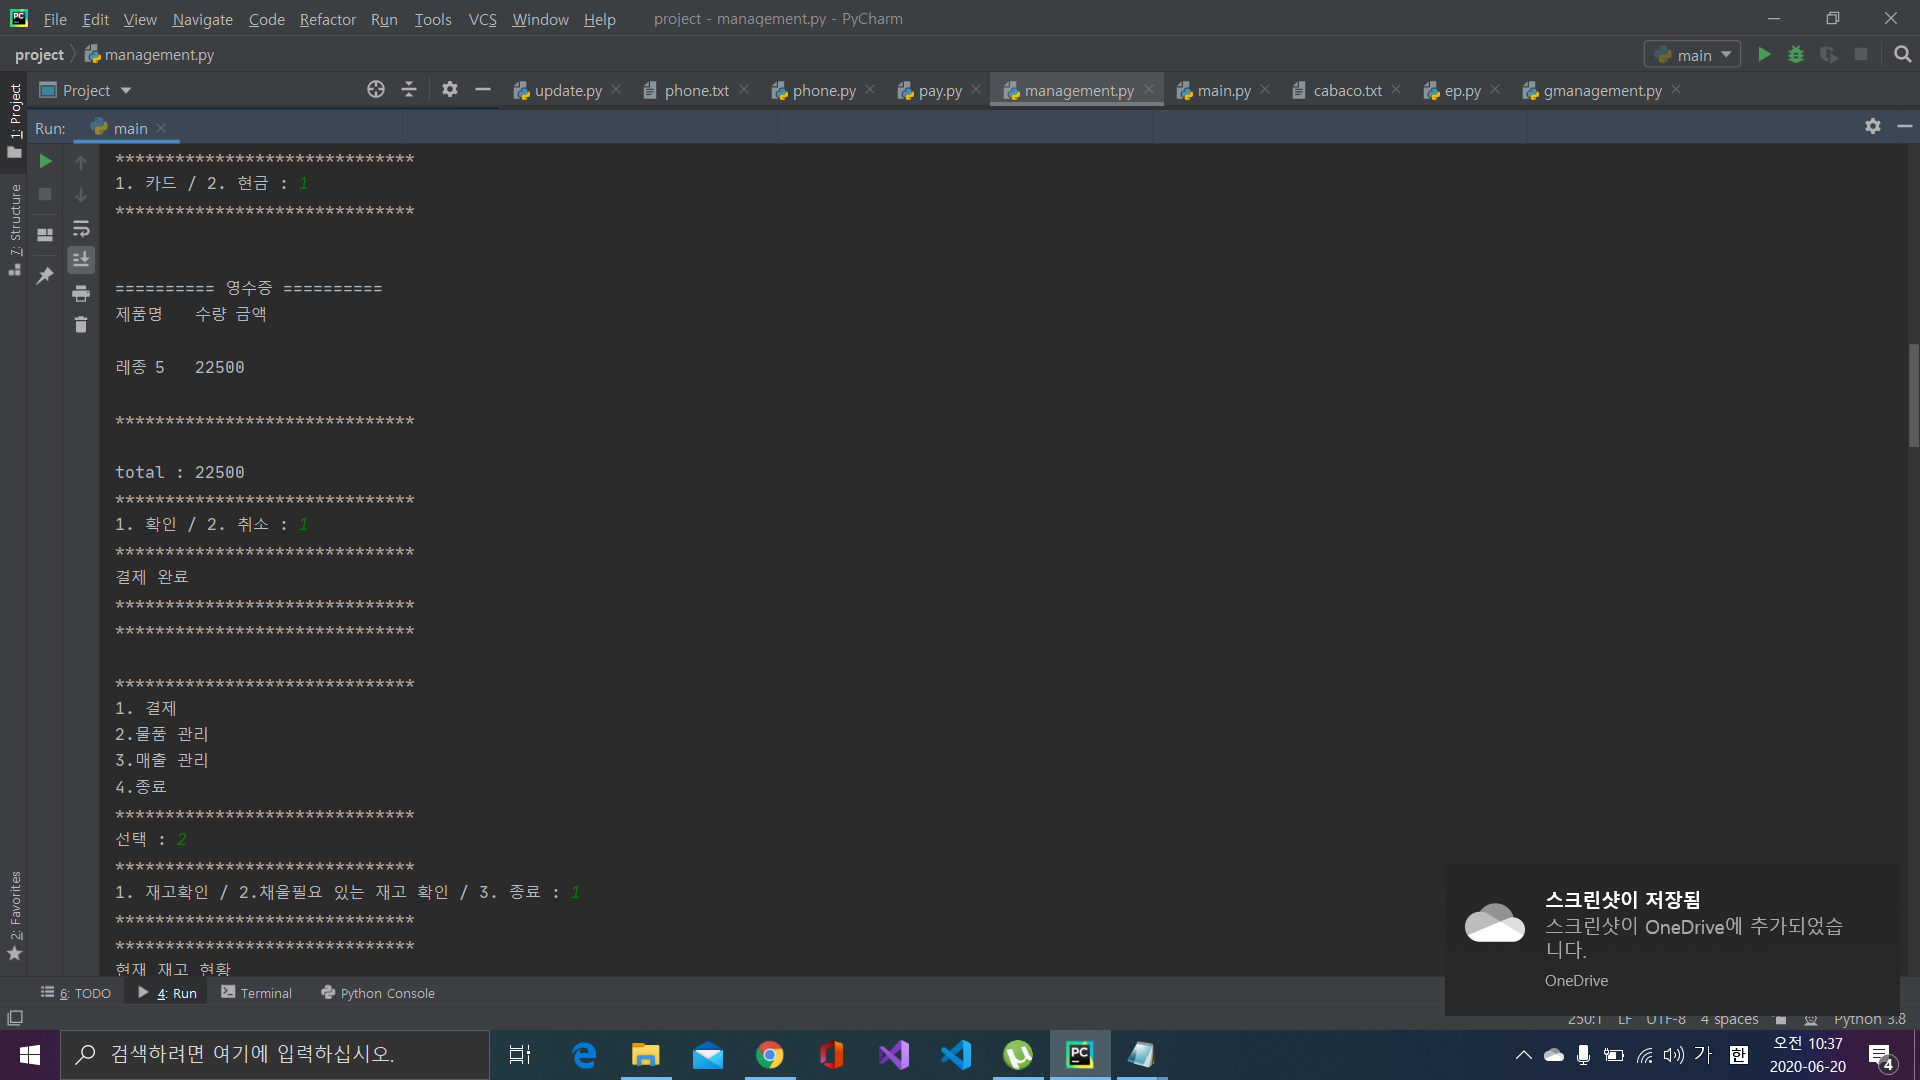 File Edit View Navigate Code Refactor Run Tools VCS Window Help project - management.py - PyCharm
project management.py main
1: Project
Project update.py phone.txt phone.py pay.py management.py main.py cabaco.txt ep.py gmanagement.py
Run: main
7: Structure
2: Favorites
******************************
1. 카드 / 2. 현금 : 1
******************************
========== 영수증 ==========
제품명 수량 금액
레종 5 22500
******************************
total : 22500
******************************
1. 확인 / 2. 취소 : 1
******************************
결제 완료
******************************
******************************
******************************
1. 결제
2.물품 관리
3.매출 관리
4.종료
******************************
선택 : 2
******************************
1. 재고확인 / 2.채울필요 있는 재고 확인 / 3. 종료 : 1
******************************
******************************
현재 재고 현황
스크린샷이 저장됨
스크린샷이 OneDrive에 추가되었습
니다.
OneDrive
6: TODO 4: Run Terminal Python Console
250:1 LF UTF-8 4 spaces Python 3.8
검색하려면 여기에 입력하십시오.
가 한 오전 10:37
2020-06-20
4